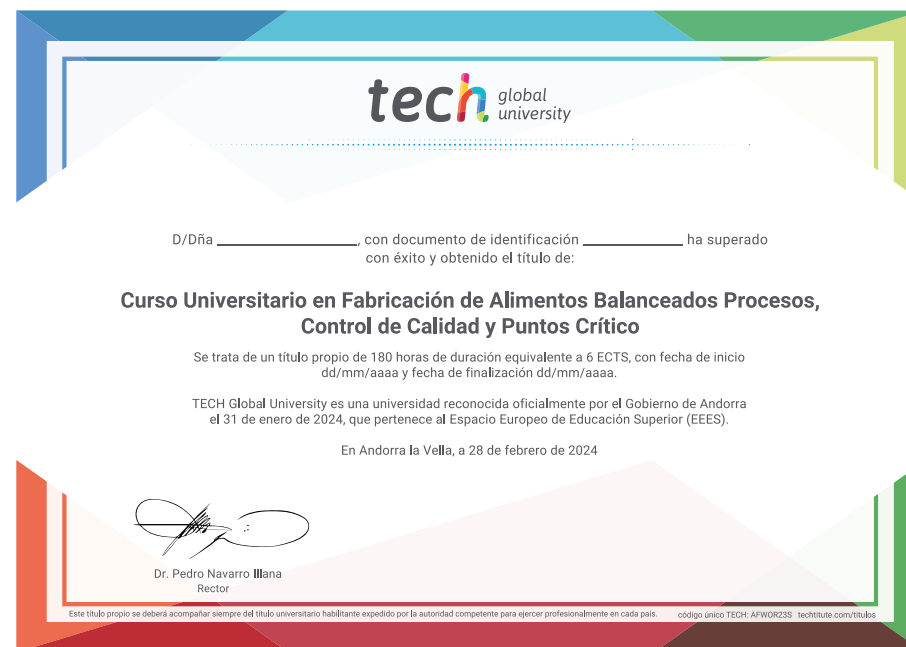 tech global university
D/Dña ______________, con documento de identificación __________ ha superado
con éxito y obtenido el título de:
Curso Universitario en Fabricación de Alimentos Balanceados Procesos,
Control de Calidad y Puntos Crítico
Se trata de un título propio de 180 horas de duración equivalente a 6 ECTS, con fecha de inicio
dd/mm/aaaa y fecha de finalización dd/mm/aaaa.
TECH Global University es una universidad reconocida oficialmente por el Gobierno de Andorra
el 31 de enero de 2024, que pertenece al Espacio Europeo de Educación Superior (EEES).
En Andorra la Vella, a 28 de febrero de 2024
Dr. Pedro Navarro Illana
Rector
Este título propio se deberá acompañar siempre del título universitario habilitante expedido por la autoridad competente para ejercer profesionalmente en cada país. código único TECH: AFWOR23S techtitute.com/titulos